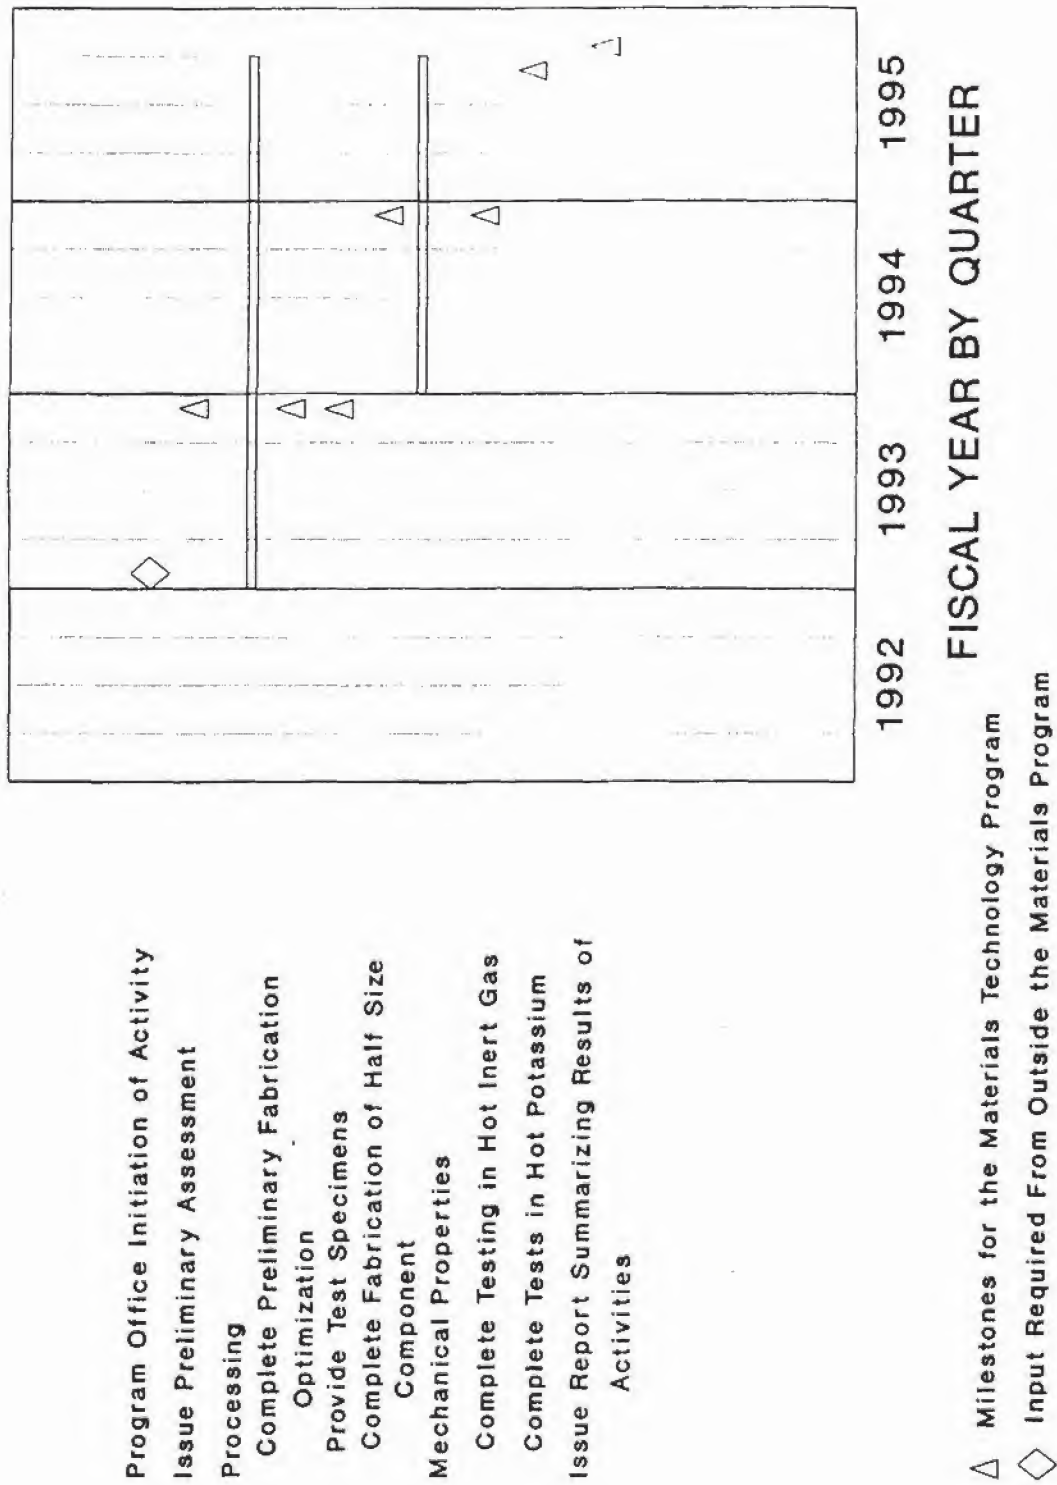 Program Office Initiation of Activity
Issue Preliminary Assessment
Processing
Complete Preliminary Fabrication
Optimization
Provide Test Specimens
Complete Fabrication of Half Size
Component
Mechanical Properties
Complete Testing in Hot Inert Gas
Complete Tests in Hot Potassium
Issue Report Summarizing Results of
Activities
1992 1993 1994 1995
FISCAL YEAR BY QUARTER
△ Milestones for the Materials Technology Program
◇ Input Required From Outside the Materials Program